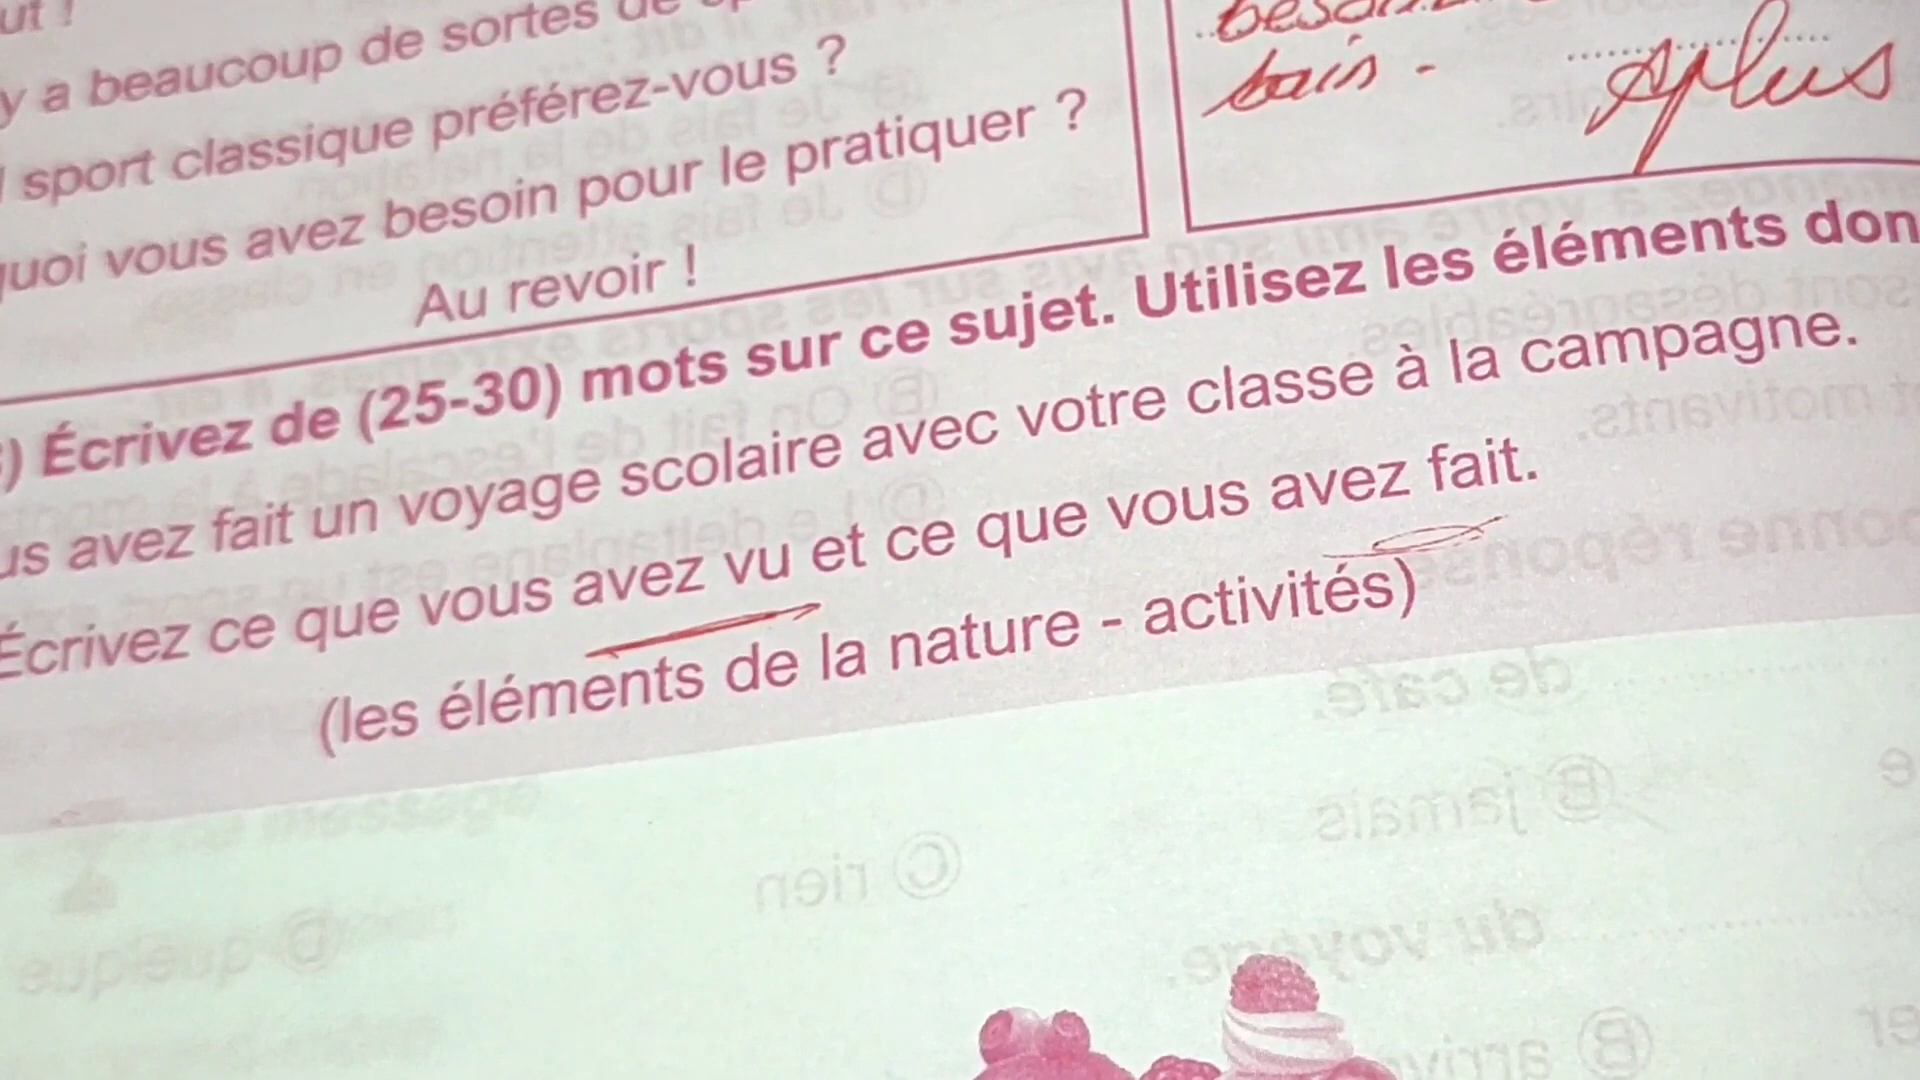 ut !
y a beaucoup de sortes de
sport classique préférez-vous ?
quoi vous avez besoin pour le pratiquer ?
Au revoir !
bain -
Aplus
) Écrivez de (25-30) mots sur ce sujet. Utilisez les éléments don
us avez fait un voyage scolaire avec votre classe à la campagne.
Écrivez ce que vous avez vu et ce que vous avez fait.
(les éléments de la nature - activités)